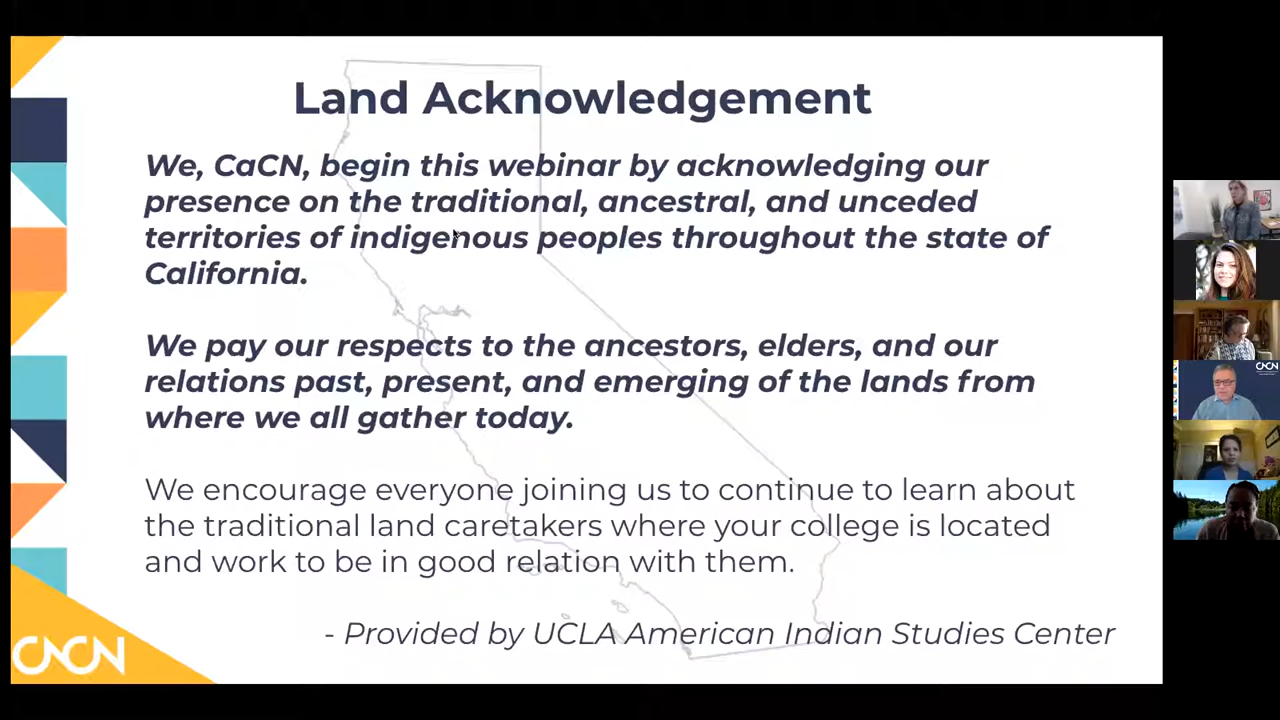 Land Acknowledgement
We, CaCN, begin this webinar by acknowledging our
presence on the traditional, ancestral, and unceded
territories of indigenous peoples throughout the state of
California.
We pay our respects to the ancestors, elders, and our
relations past, present, and emerging of the lands from
where we all gather today.
We encourage everyone joining us to continue to learn about
the traditional land caretakers where your college is located
and work to be in good relation with them.
- Provided by UCLA American Indian Studies Center
CACN
CACN